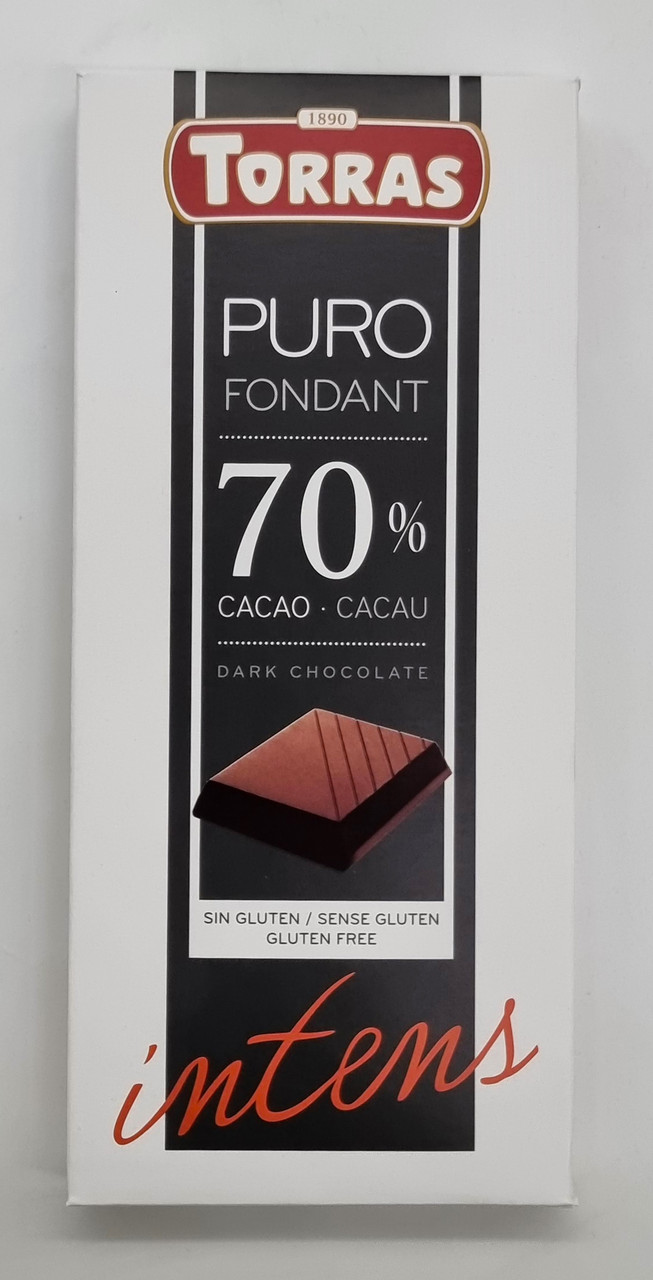 1890
TORRAS
PURO
FONDANT
70%
CACAO · CACAU
DARK CHOCOLATE
SIN GLUTEN / SENSE GLUTEN
GLUTEN FREE
intens